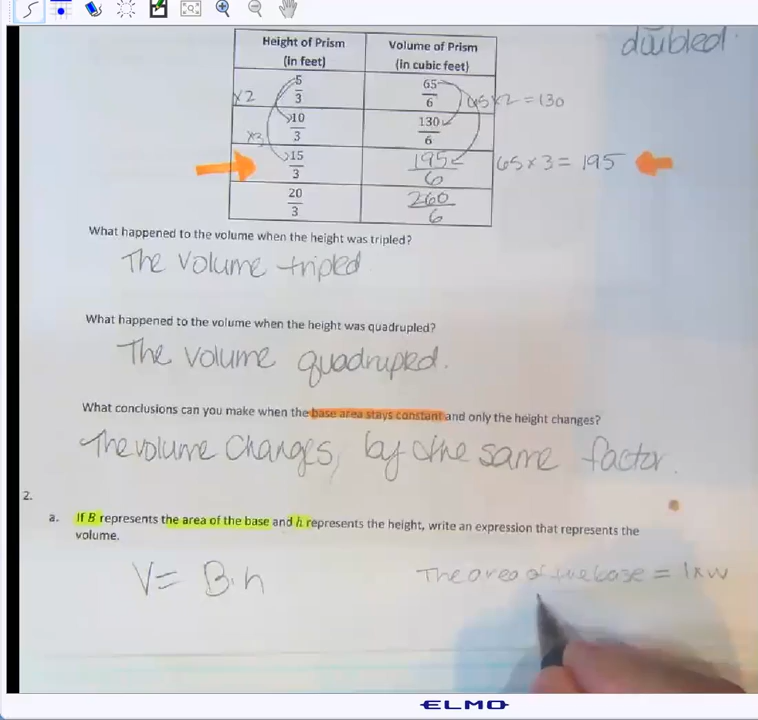 doubled.
Height of Prism Volume of Prism
(in feet) (in cubic feet)
x2 5/3 65/6 65x2=130
x3 10/3 130/6
15/3 195/6 65x3=195
20/3 260/6
What happened to the volume when the height was tripled?
The volume tripled
What happened to the volume when the height was quadrupled?
The volume quadrupled.
What conclusions can you make when the base area stays constant and only the height changes?
The volume changes, by the same factor.
2.
a. If B represents the area of the base and h represents the height, write an expression that represents the
volume.
V= B·h The area of the base = lxw
ELMO